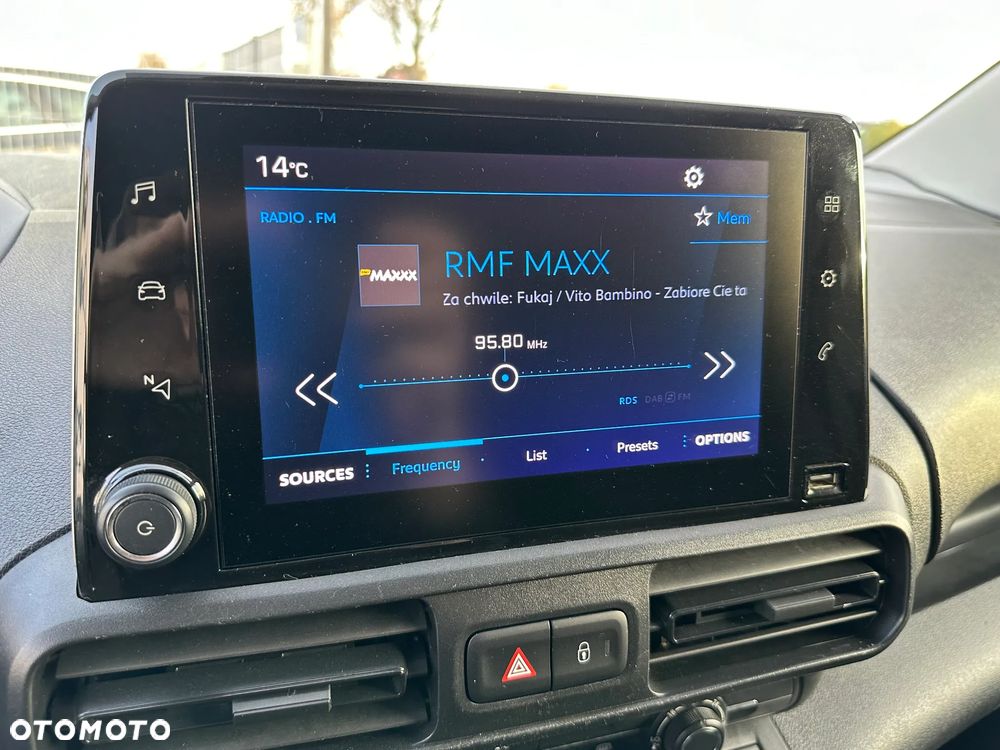 14°C
RADIO . FM
Mem
MAXXX
RMF MAXX
Za chwile: Fukaj / Vito Bambino - Zabiore Cie ta
95.80 MHz
RDS DAB FM
SOURCES
Frequency
List
Presets
OPTIONS
N
OTOMOTO